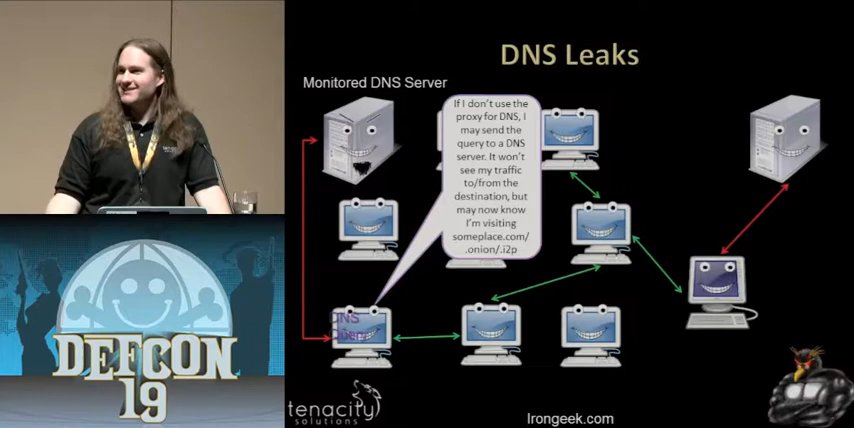 DNS Leaks
Monitored DNS Server
If I don't use the
proxy for DNS, I
may send the
query to a DNS
server. It won't
see my traffic
to/from the
destination, but
may now know
I'm visiting
someplace.com/
.onion/.i2p
DNS
Query
DEFCON
19
tenacity
solutions
Irongeek.com